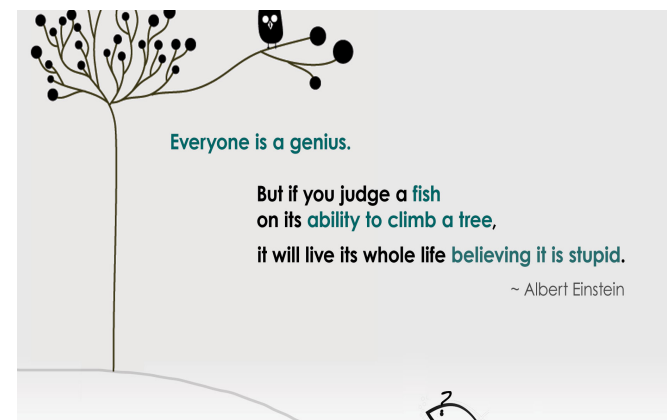 Everyone is a genius.
But if you judge a fish
on its ability to climb a tree,
it will live its whole life believing it is stupid.
~ Albert Einstein